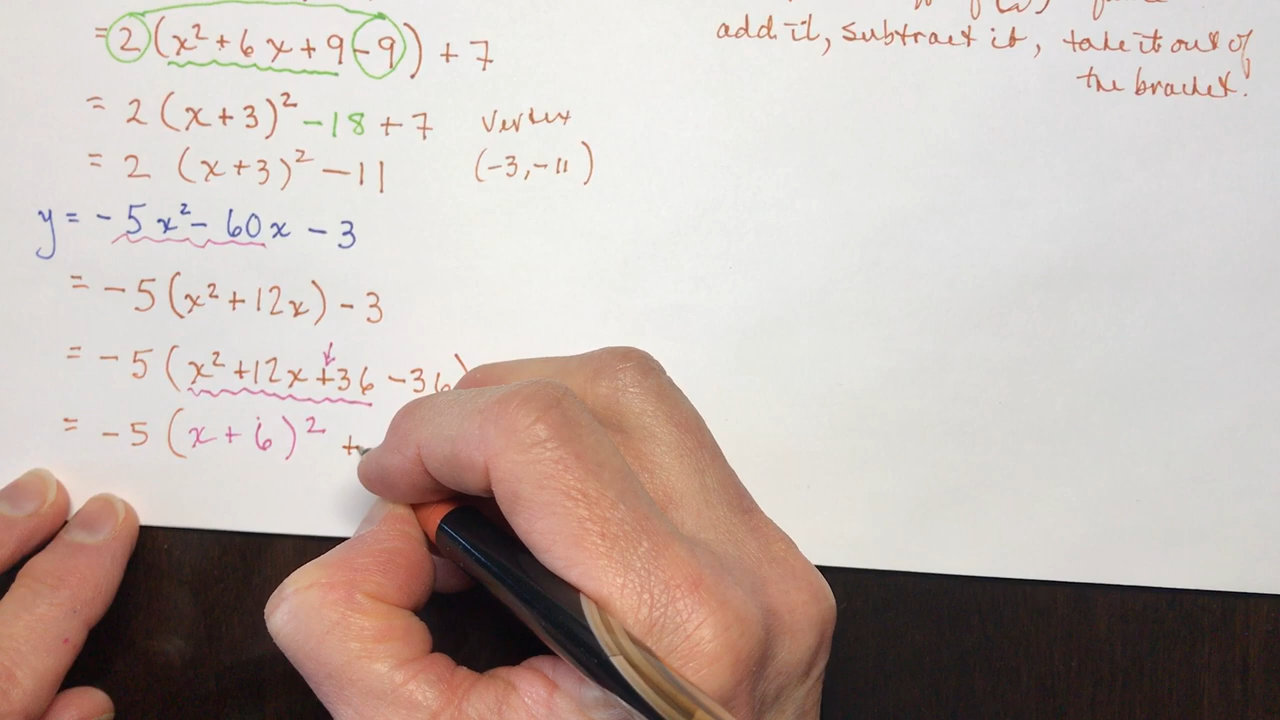 = 2 (x² + 6x + 9 - 9) + 7
= 2 (x+3)² - 18 + 7
Vertex
= 2 (x+3)² - 11
(-3, -11)
y = -5x² - 60x - 3
= -5 (x² + 12x) - 3
= -5 (x² + 12x + 36 - 36)
= -5 (x + 6)² +
add it, subtract it, take it out of
the bracket!